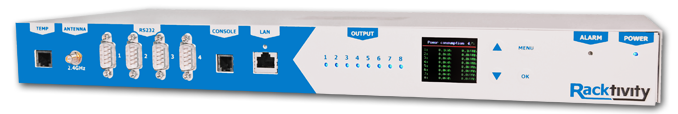 TEMP ANTENNA RS232 CONSOLE LAN OUTPUT ALARM POWER
Power consumption
1 2 3 4
1 2 3 4 5 6 7 8
MENU
OK
2.4GHz
Racktivity